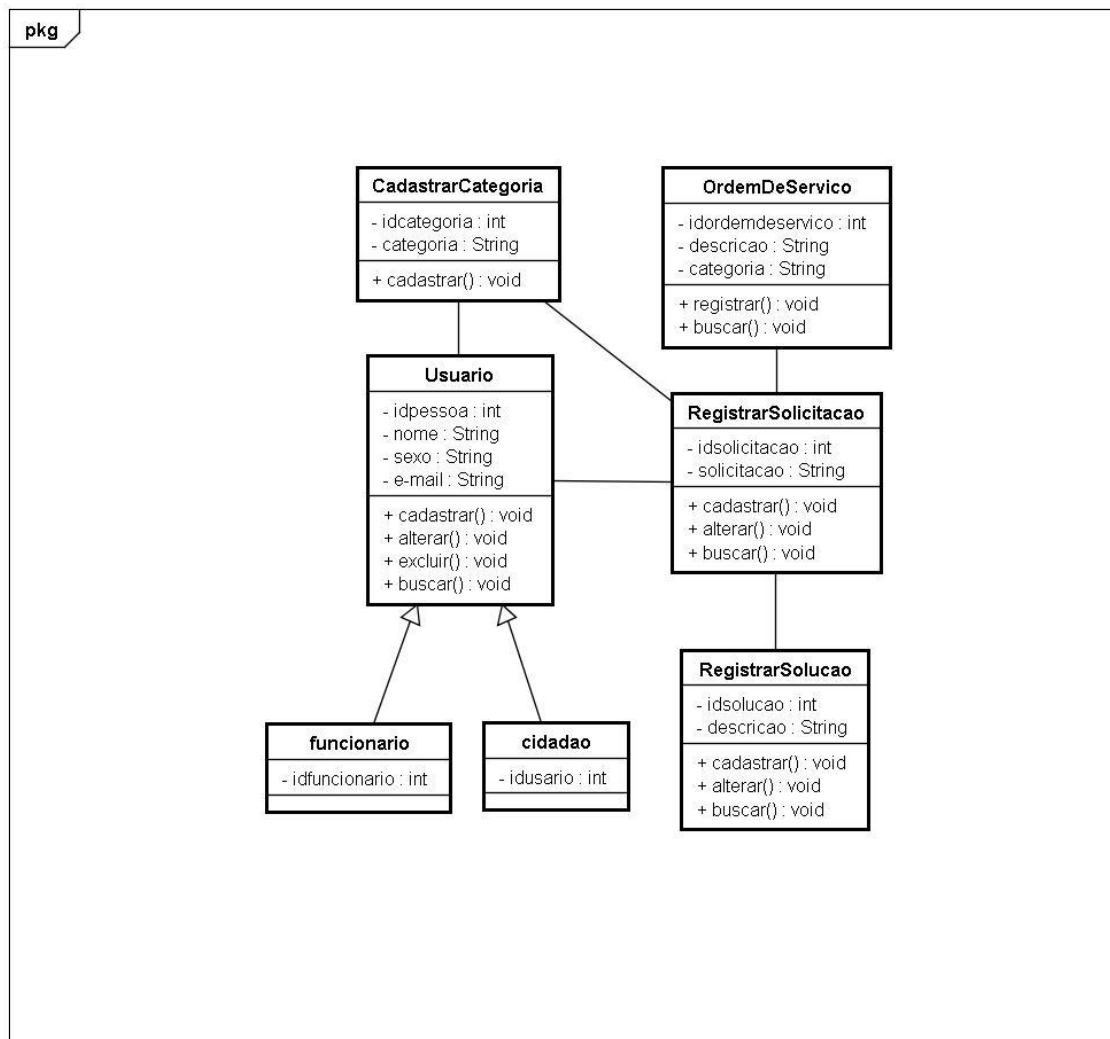 pkg
CadastrarCategoria
- idcategoria : int
- categoria : String
+ cadastrar() : void
OrdemDeServico
- idordemdeservico : int
- descricao : String
- categoria : String
+ registrar() : void
+ buscar() : void
Usuario
- idpessoa : int
- nome : String
- sexo : String
- e-mail : String
+ cadastrar() : void
+ alterar() : void
+ excluir() : void
+ buscar() : void
RegistrarSolicitacao
- idsolicitacao : int
- solicitacao : String
+ cadastrar() : void
+ alterar() : void
+ buscar() : void
RegistrarSolucao
- idsolucao : int
- descricao : String
+ cadastrar() : void
+ alterar() : void
+ buscar() : void
funcionario
- idfuncionario : int
cidadao
- idusario : int